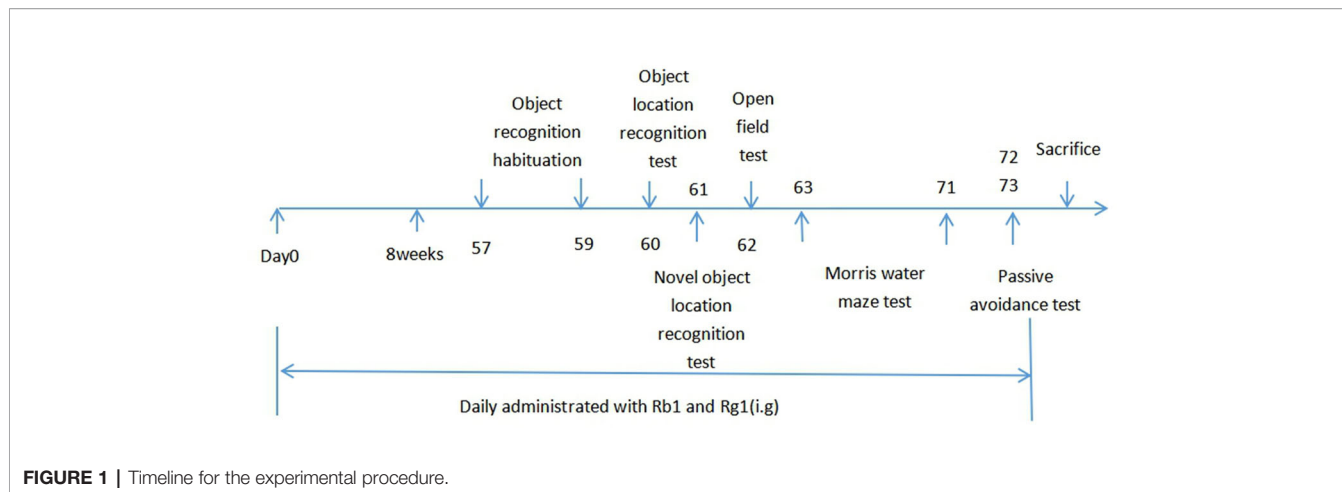 Object
recognition
habituation
Object
location
recognition
test
Open
field
test
61
63
71
72
73
Sacrifice
Day0
8weeks
57
59
60
62
Novel object
location
recognition
test
Morris water
maze test
Passive
avoidance test
Daily administrated with Rb1 and Rg1(i.g)
FIGURE 1 | Timeline for the experimental procedure.